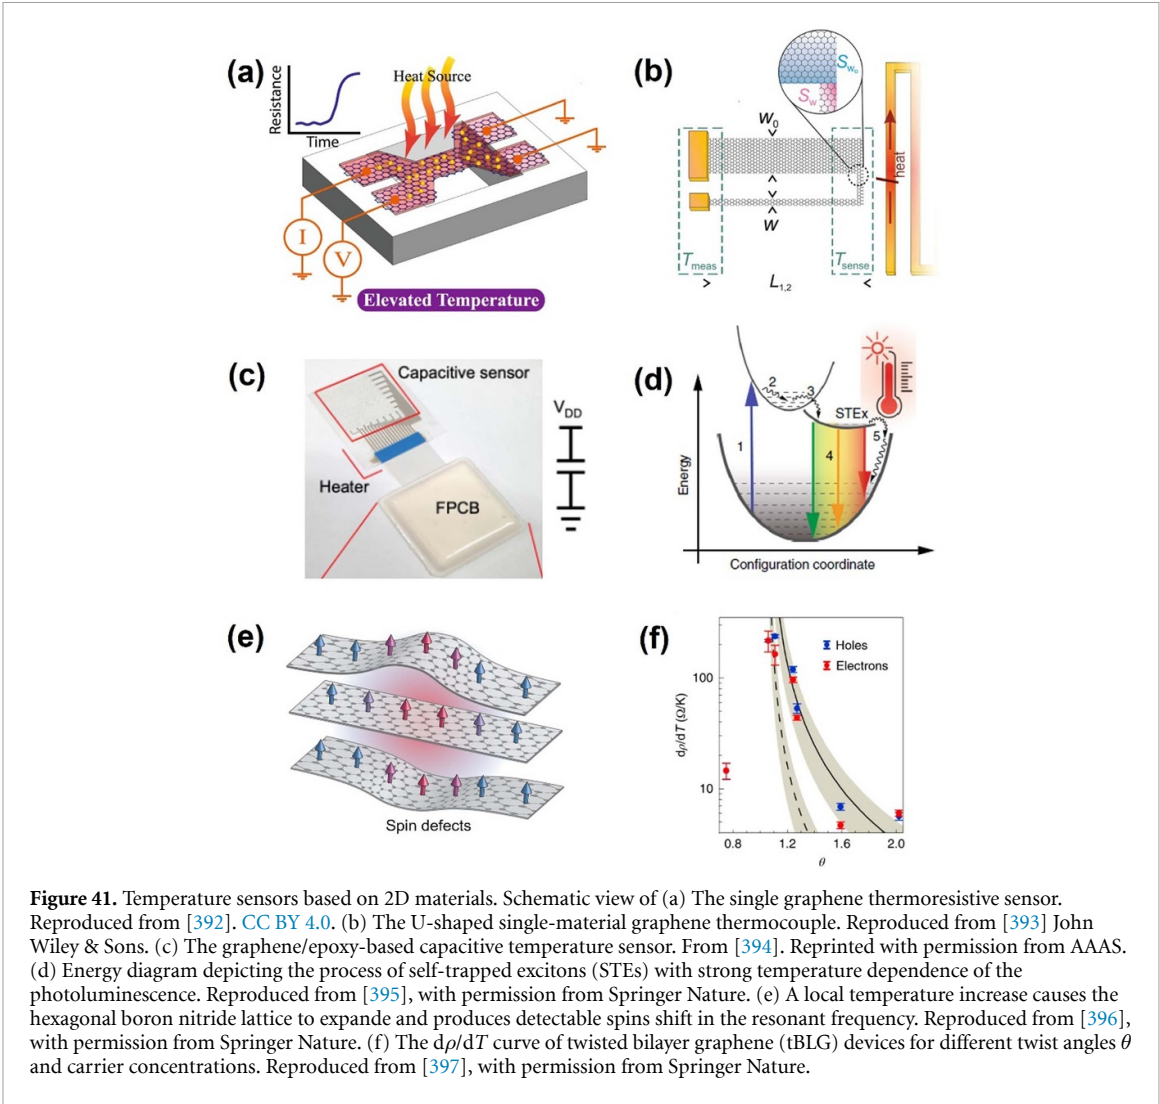 (a)
Resistance
Time
Heat Source
I
V
Elevated Temperature
(b)
W0
W
Sw0
Sw
Tmeas
Tsense
L1,2
Iheat
(c)
Capacitive sensor
Heater
FPCB
VDD
(d)
Energy
1
2
3
STEx
4
5
Configuration coordinate
(e)
Spin defects
(f)
Holes
Electrons
dρ/dT (Ω/K)
100
10
0.8 1.2 1.6 2.0
θ
Figure 41. Temperature sensors based on 2D materials. Schematic view of (a) The single graphene thermoresistive sensor.
Reproduced from [392]. CC BY 4.0. (b) The U-shaped single-material graphene thermocouple. Reproduced from [393] John
Wiley & Sons. (c) The graphene/epoxy-based capacitive temperature sensor. From [394]. Reprinted with permission from AAAS.
(d) Energy diagram depicting the process of self-trapped excitons (STEs) with strong temperature dependence of the
photoluminescence. Reproduced from [395], with permission from Springer Nature. (e) A local temperature increase causes the
hexagonal boron nitride lattice to expande and produces detectable spins shift in the resonant frequency. Reproduced from [396],
with permission from Springer Nature. (f) The dρ/dT curve of twisted bilayer graphene (tBLG) devices for different twist angles θ
and carrier concentrations. Reproduced from [397], with permission from Springer Nature.